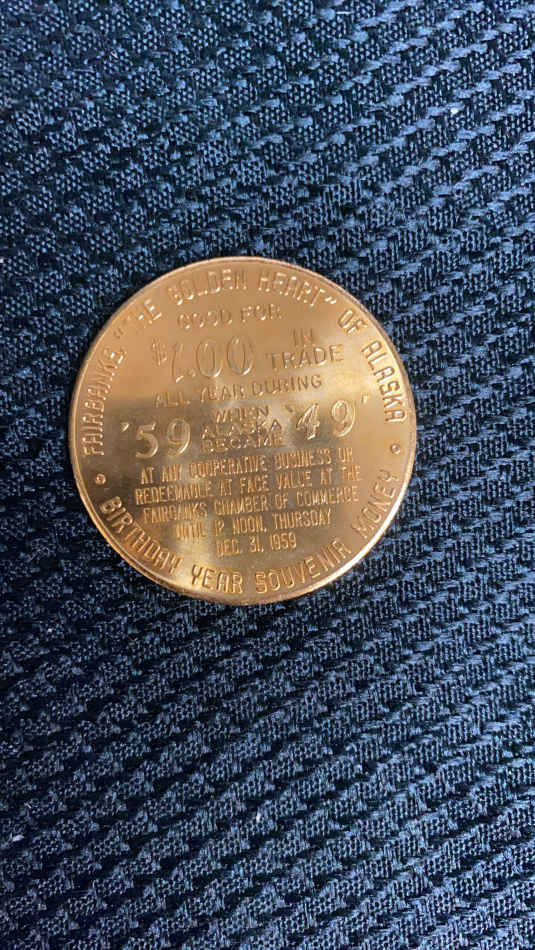 FAIRBANKS, "THE GOLDEN HEART" OF ALASKA
GOOD FOR
$1.00 IN TRADE
ALL YEAR DURING
'59 WHEN ALASKA BECAME "49"
AT ANY COOPERATIVE BUSINESS OR
REDEEMABLE AT FACE VALUE AT THE
FAIRBANKS CHAMBER OF COMMERCE
UNTIL 12 NOON, THURSDAY
DEC. 31, 1959
BIRTHDAY YEAR SOUVENIR MONEY